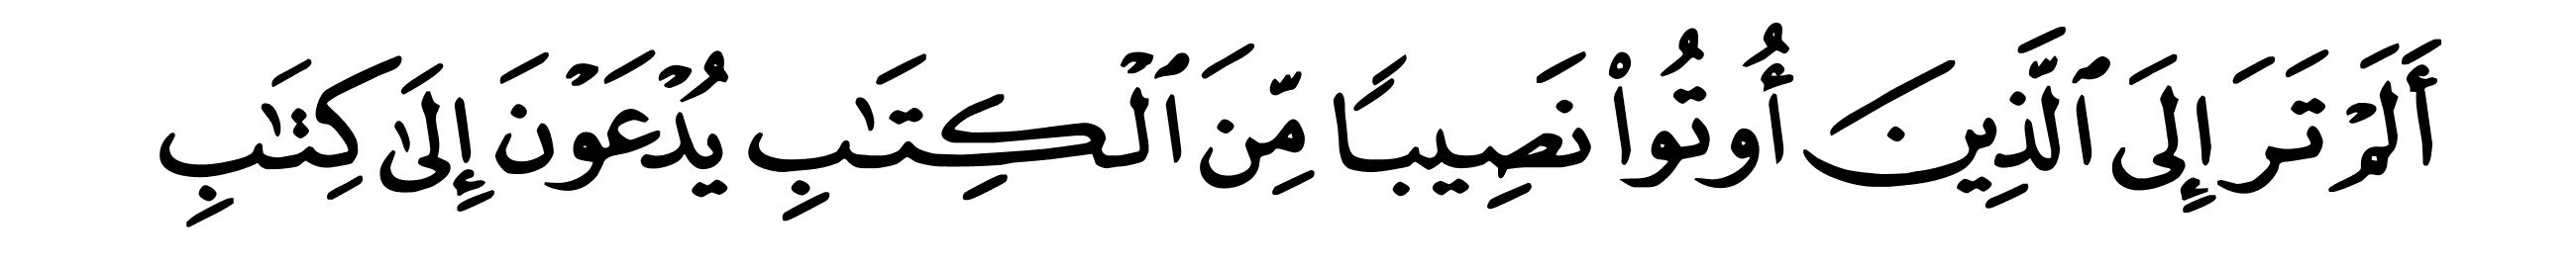 أَلَمْ تَرَ إِلَى ٱلَّذِينَ أُوتُوا۟ نَصِيبًا مِّنَ ٱلْكِتَـٰبِ يُدْعَوْنَ إِلَىٰ كِتَـٰبِ